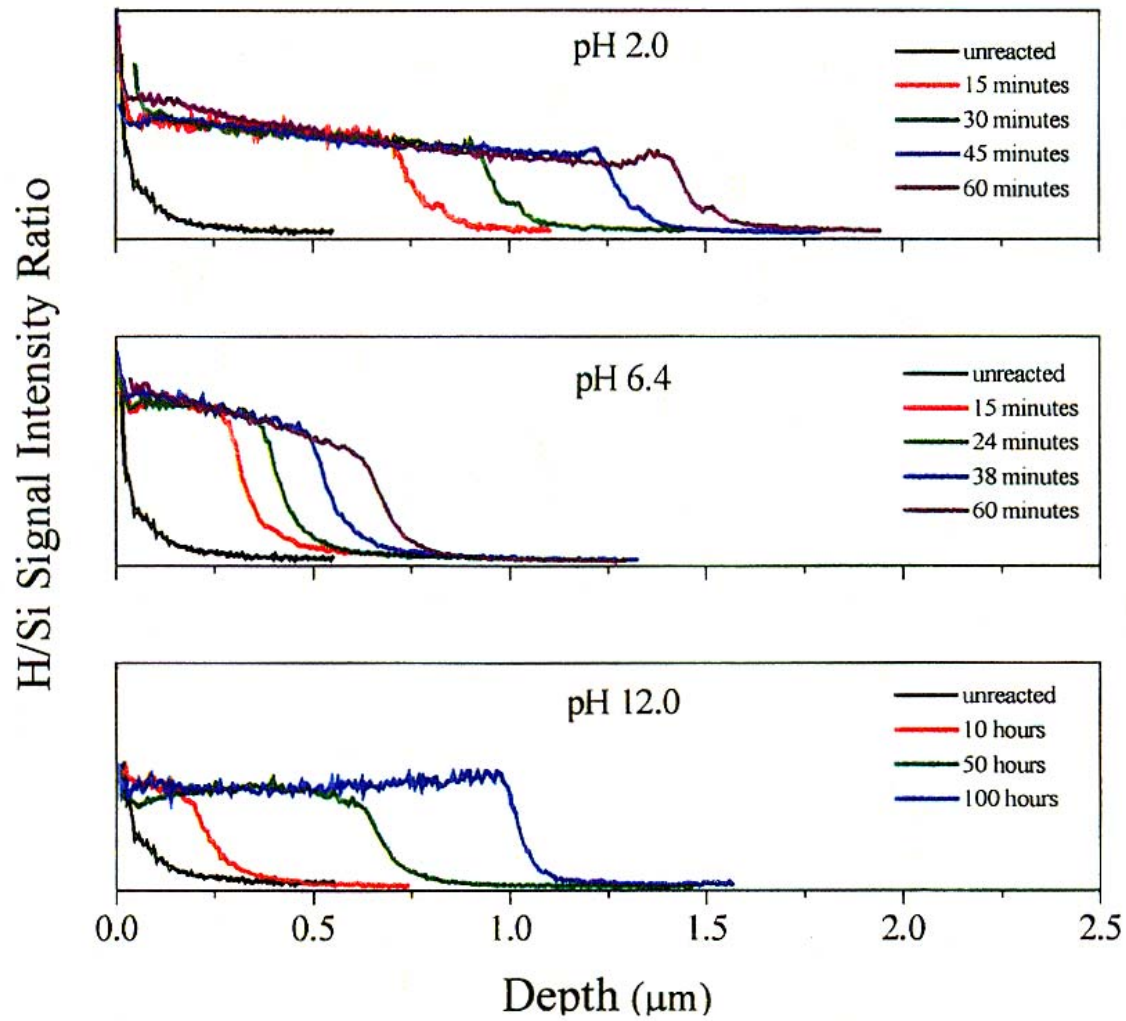 H/Si Signal Intensity Ratio
pH 2.0
unreacted
15 minutes
30 minutes
45 minutes
60 minutes
pH 6.4
unreacted
15 minutes
24 minutes
38 minutes
60 minutes
pH 12.0
unreacted
10 hours
50 hours
100 hours
0.0 0.5 1.0 1.5 2.0 2.5
Depth (μm)